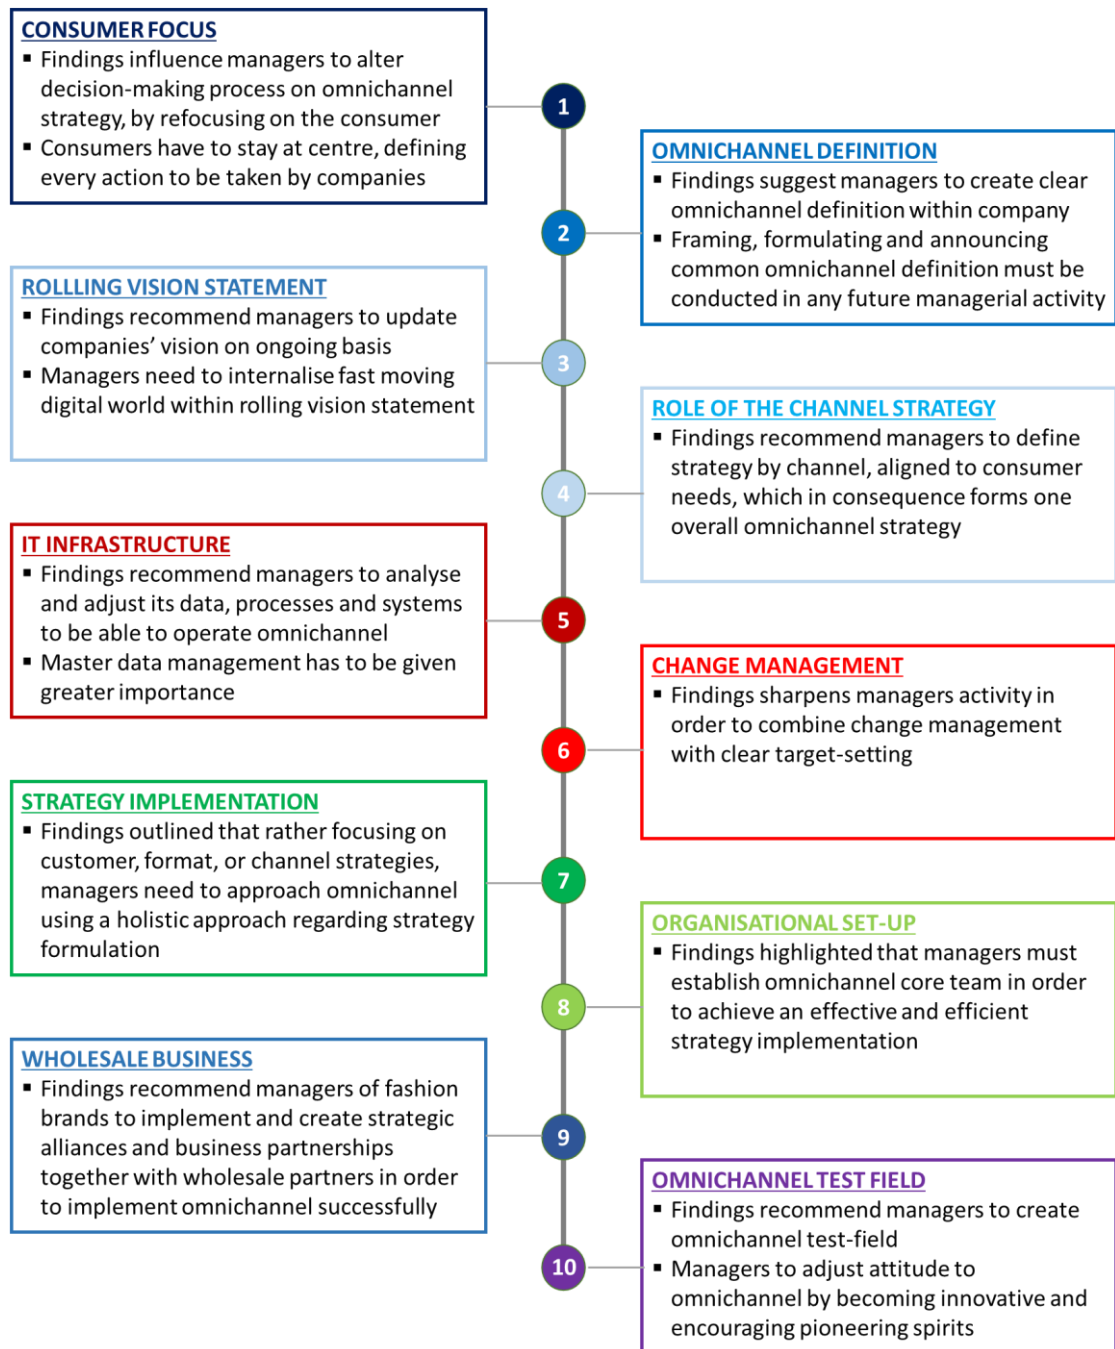 CONSUMER FOCUS
▪ Findings influence managers to alter
decision-making process on omnichannel
strategy, by refocusing on the consumer
▪ Consumers have to stay at centre, defining
every action to be taken by companies
1
OMNICHANNEL DEFINITION
▪ Findings suggest managers to create clear
omnichannel definition within company
▪ Framing, formulating and announcing
common omnichannel definition must be
conducted in any future managerial activity
2
ROLLLING VISION STATEMENT
▪ Findings recommend managers to update
companies’ vision on ongoing basis
▪ Managers need to internalise fast moving
digital world within rolling vision statement
3
ROLE OF THE CHANNEL STRATEGY
▪ Findings recommend managers to define
strategy by channel, aligned to consumer
needs, which in consequence forms one
overall omnichannel strategy
4
IT INFRASTRUCTURE
▪ Findings recommend managers to analyse
and adjust its data, processes and systems
to be able to operate omnichannel
▪ Master data management has to be given
greater importance
5
CHANGE MANAGEMENT
▪ Findings sharpens managers activity in
order to combine change management
with clear target-setting
6
STRATEGY IMPLEMENTATION
▪ Findings outlined that rather focusing on
customer, format, or channel strategies,
managers need to approach omnichannel
using a holistic approach regarding strategy
formulation
7
ORGANISATIONAL SET-UP
▪ Findings highlighted that managers must
establish omnichannel core team in order
to achieve an effective and efficient
strategy implementation
8
WHOLESALE BUSINESS
▪ Findings recommend managers of fashion
brands to implement and create strategic
alliances and business partnerships
together with wholesale partners in order
to implement omnichannel successfully
9
OMNICHANNEL TEST FIELD
▪ Findings recommend managers to create
omnichannel test-field
▪ Managers to adjust attitude to
omnichannel by becoming innovative and
encouraging pioneering spirits
10